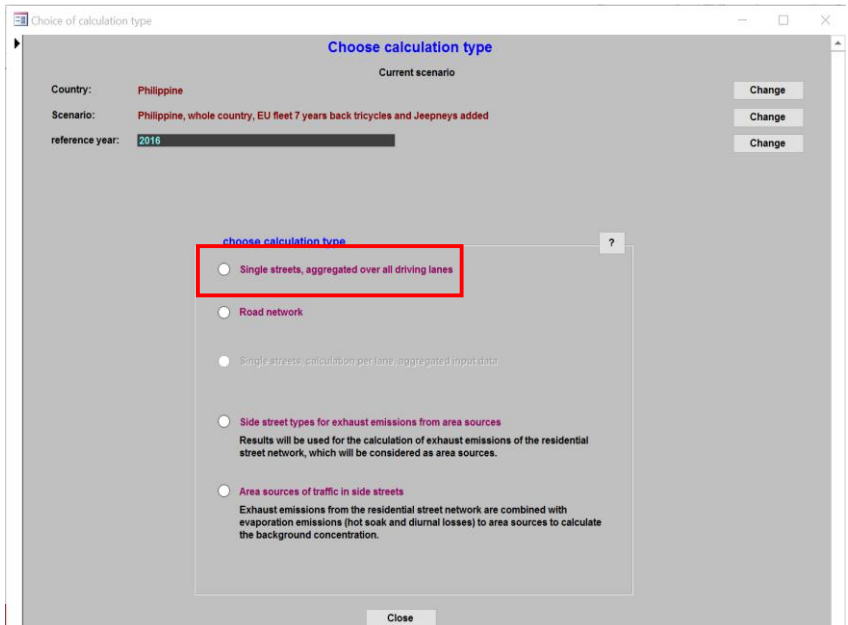 Choice of calculation type
Choose calculation type
Current scenario
Country: Philippine Change
Scenario: Philippine, whole country, EU fleet 7 years back tricycles and Jeepneys added Change
reference year: 2016 Change
choose calculation type ?
Single streets, aggregated over all driving lanes
Road network
Single streets, calculation per lane, aggregated input data
Side street types for exhaust emissions from area sources
Results will be used for the calculation of exhaust emissions of the residential
street network, which will be considered as area sources.
Area sources of traffic in side streets
Exhaust emissions from the residential street network are combined with
evaporation emissions (hot soak and diurnal losses) to area sources to calculate
the background concentration.
Close